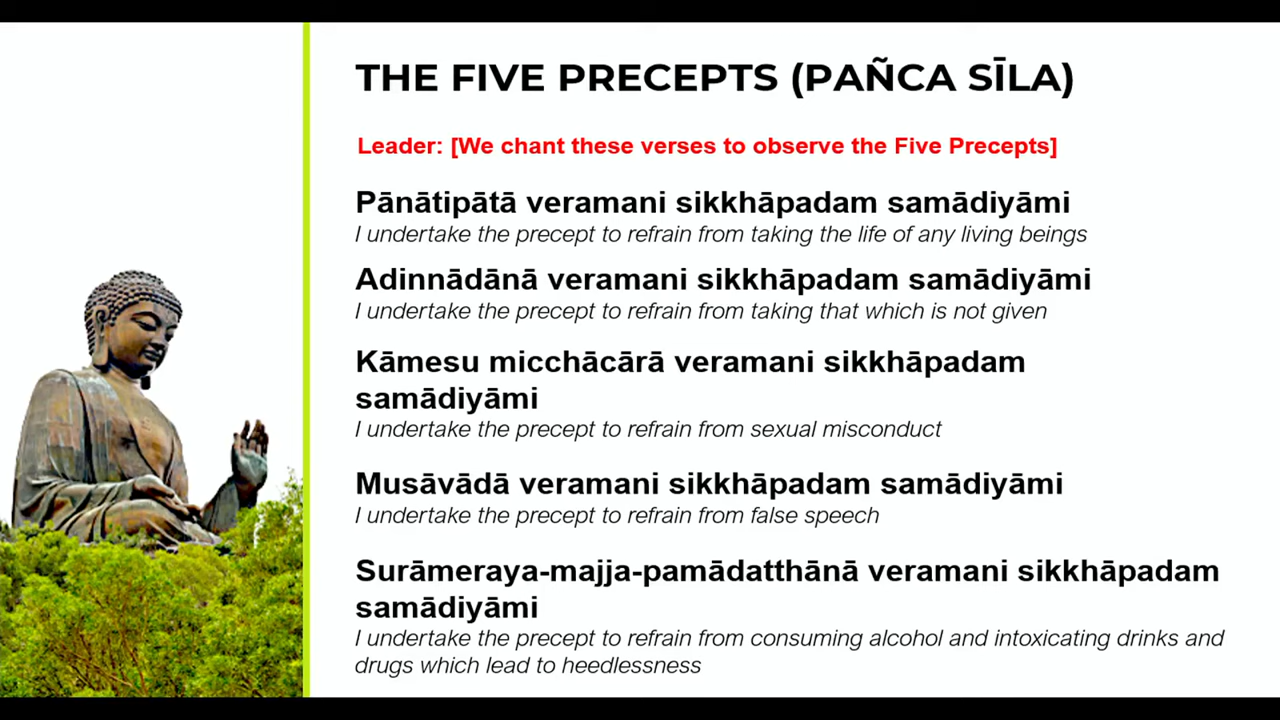 THE FIVE PRECEPTS (PAÑCA SĪLA)
Leader: [We chant these verses to observe the Five Precepts]
Pānātipātā veramani sikkhāpadam samādiyāmi
I undertake the precept to refrain from taking the life of any living beings
Adinnādānā veramani sikkhāpadam samādiyāmi
I undertake the precept to refrain from taking that which is not given
Kāmesu micchācārā veramani sikkhāpadam
samādiyāmi
I undertake the precept to refrain from sexual misconduct
Musāvādā veramani sikkhāpadam samādiyāmi
I undertake the precept to refrain from false speech
Surāmeraya-majja-pamādatthānā veramani sikkhāpadam
samādiyāmi
I undertake the precept to refrain from consuming alcohol and intoxicating drinks and
drugs which lead to heedlessness